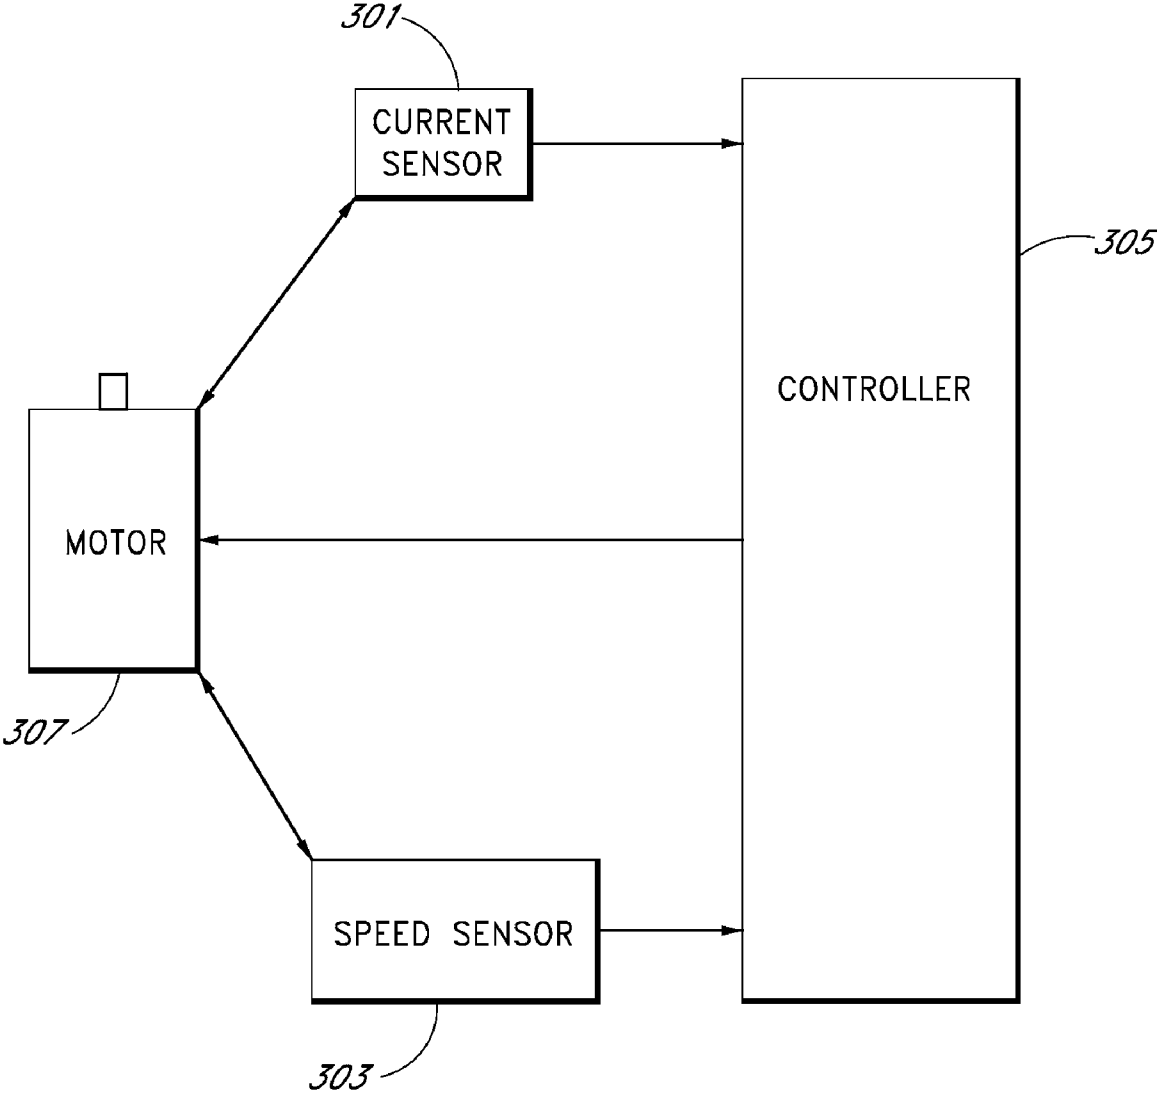 301
CURRENT
SENSOR
305
CONTROLLER
MOTOR
307
SPEED SENSOR
303